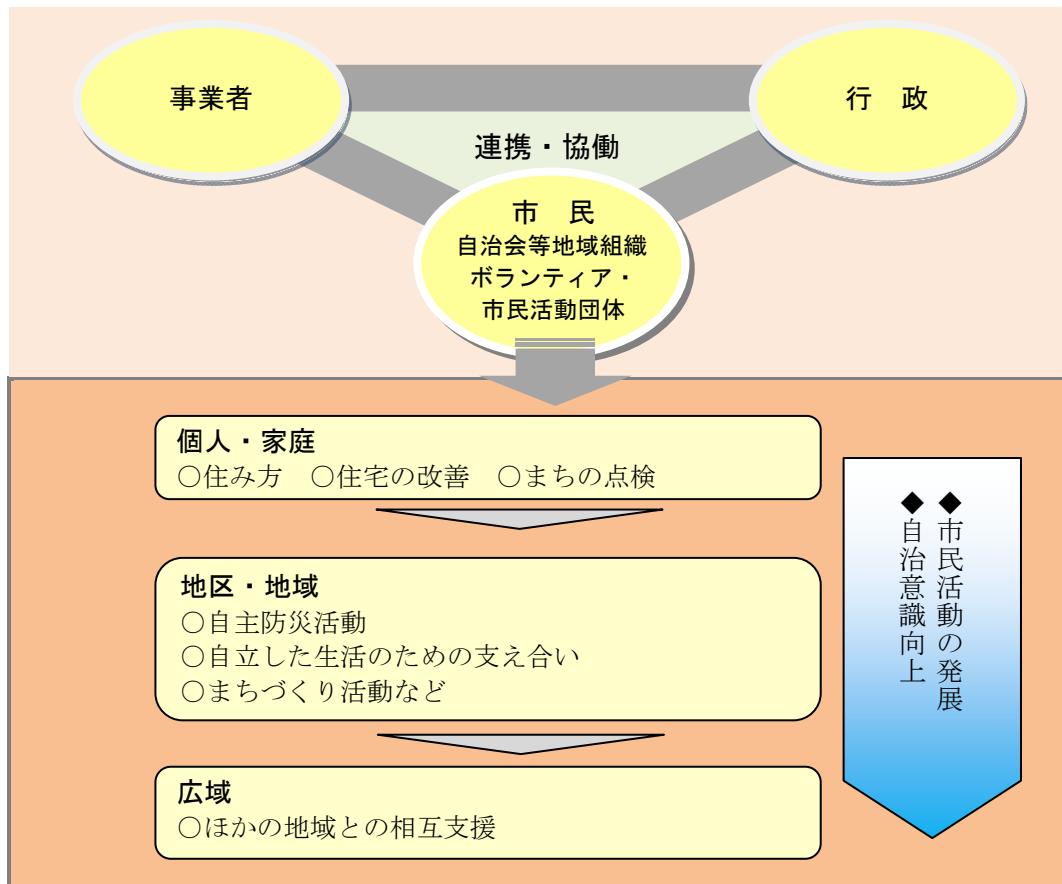 事業者
行　政
連携・協働
市　民
自治会等地域組織
ボランティア・
市民活動団体
個人・家庭
○住み方　○住宅の改善　○まちの点検
地区・地域
○自主防災活動
○自立した生活のための支え合い
○まちづくり活動など
広域
○ほかの地域との相互支援
◆市民活動の発展
◆自治意識向上